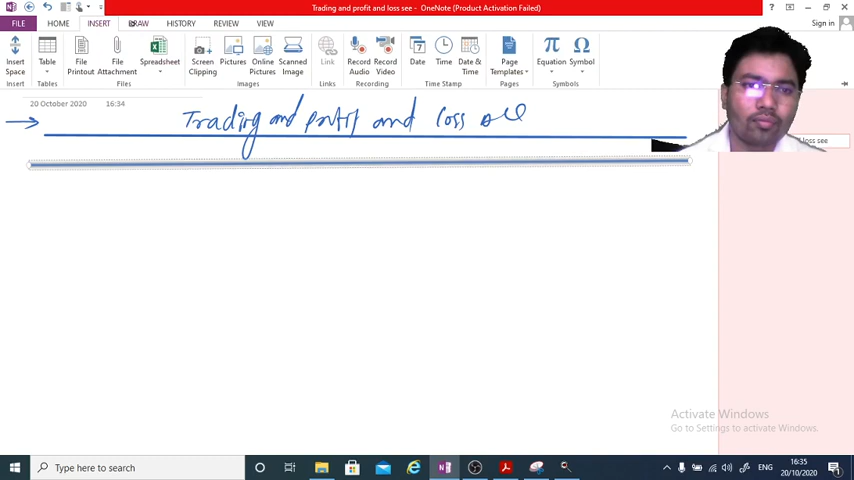 Trading and profit and loss see - OneNote (Product Activation Failed)
Sign in
FILE HOME INSERT DRAW HISTORY REVIEW VIEW
Insert Space
Table
File Printout
File Attachment
Spreadsheet
Screen Clipping
Pictures
Online Pictures
Scanned Image
Link
Record Audio
Record Video
Date
Time
Date & Time
Page Templates
Equation
Symbol
Insert Tables Files Images Links Recording Time Stamp Pages Symbols
20 October 2020 16:34
Trading and profit and loss
loss see
Activate Windows
Go to Settings to activate Windows.
Type here to search
ENG
16:35
20/10/2020